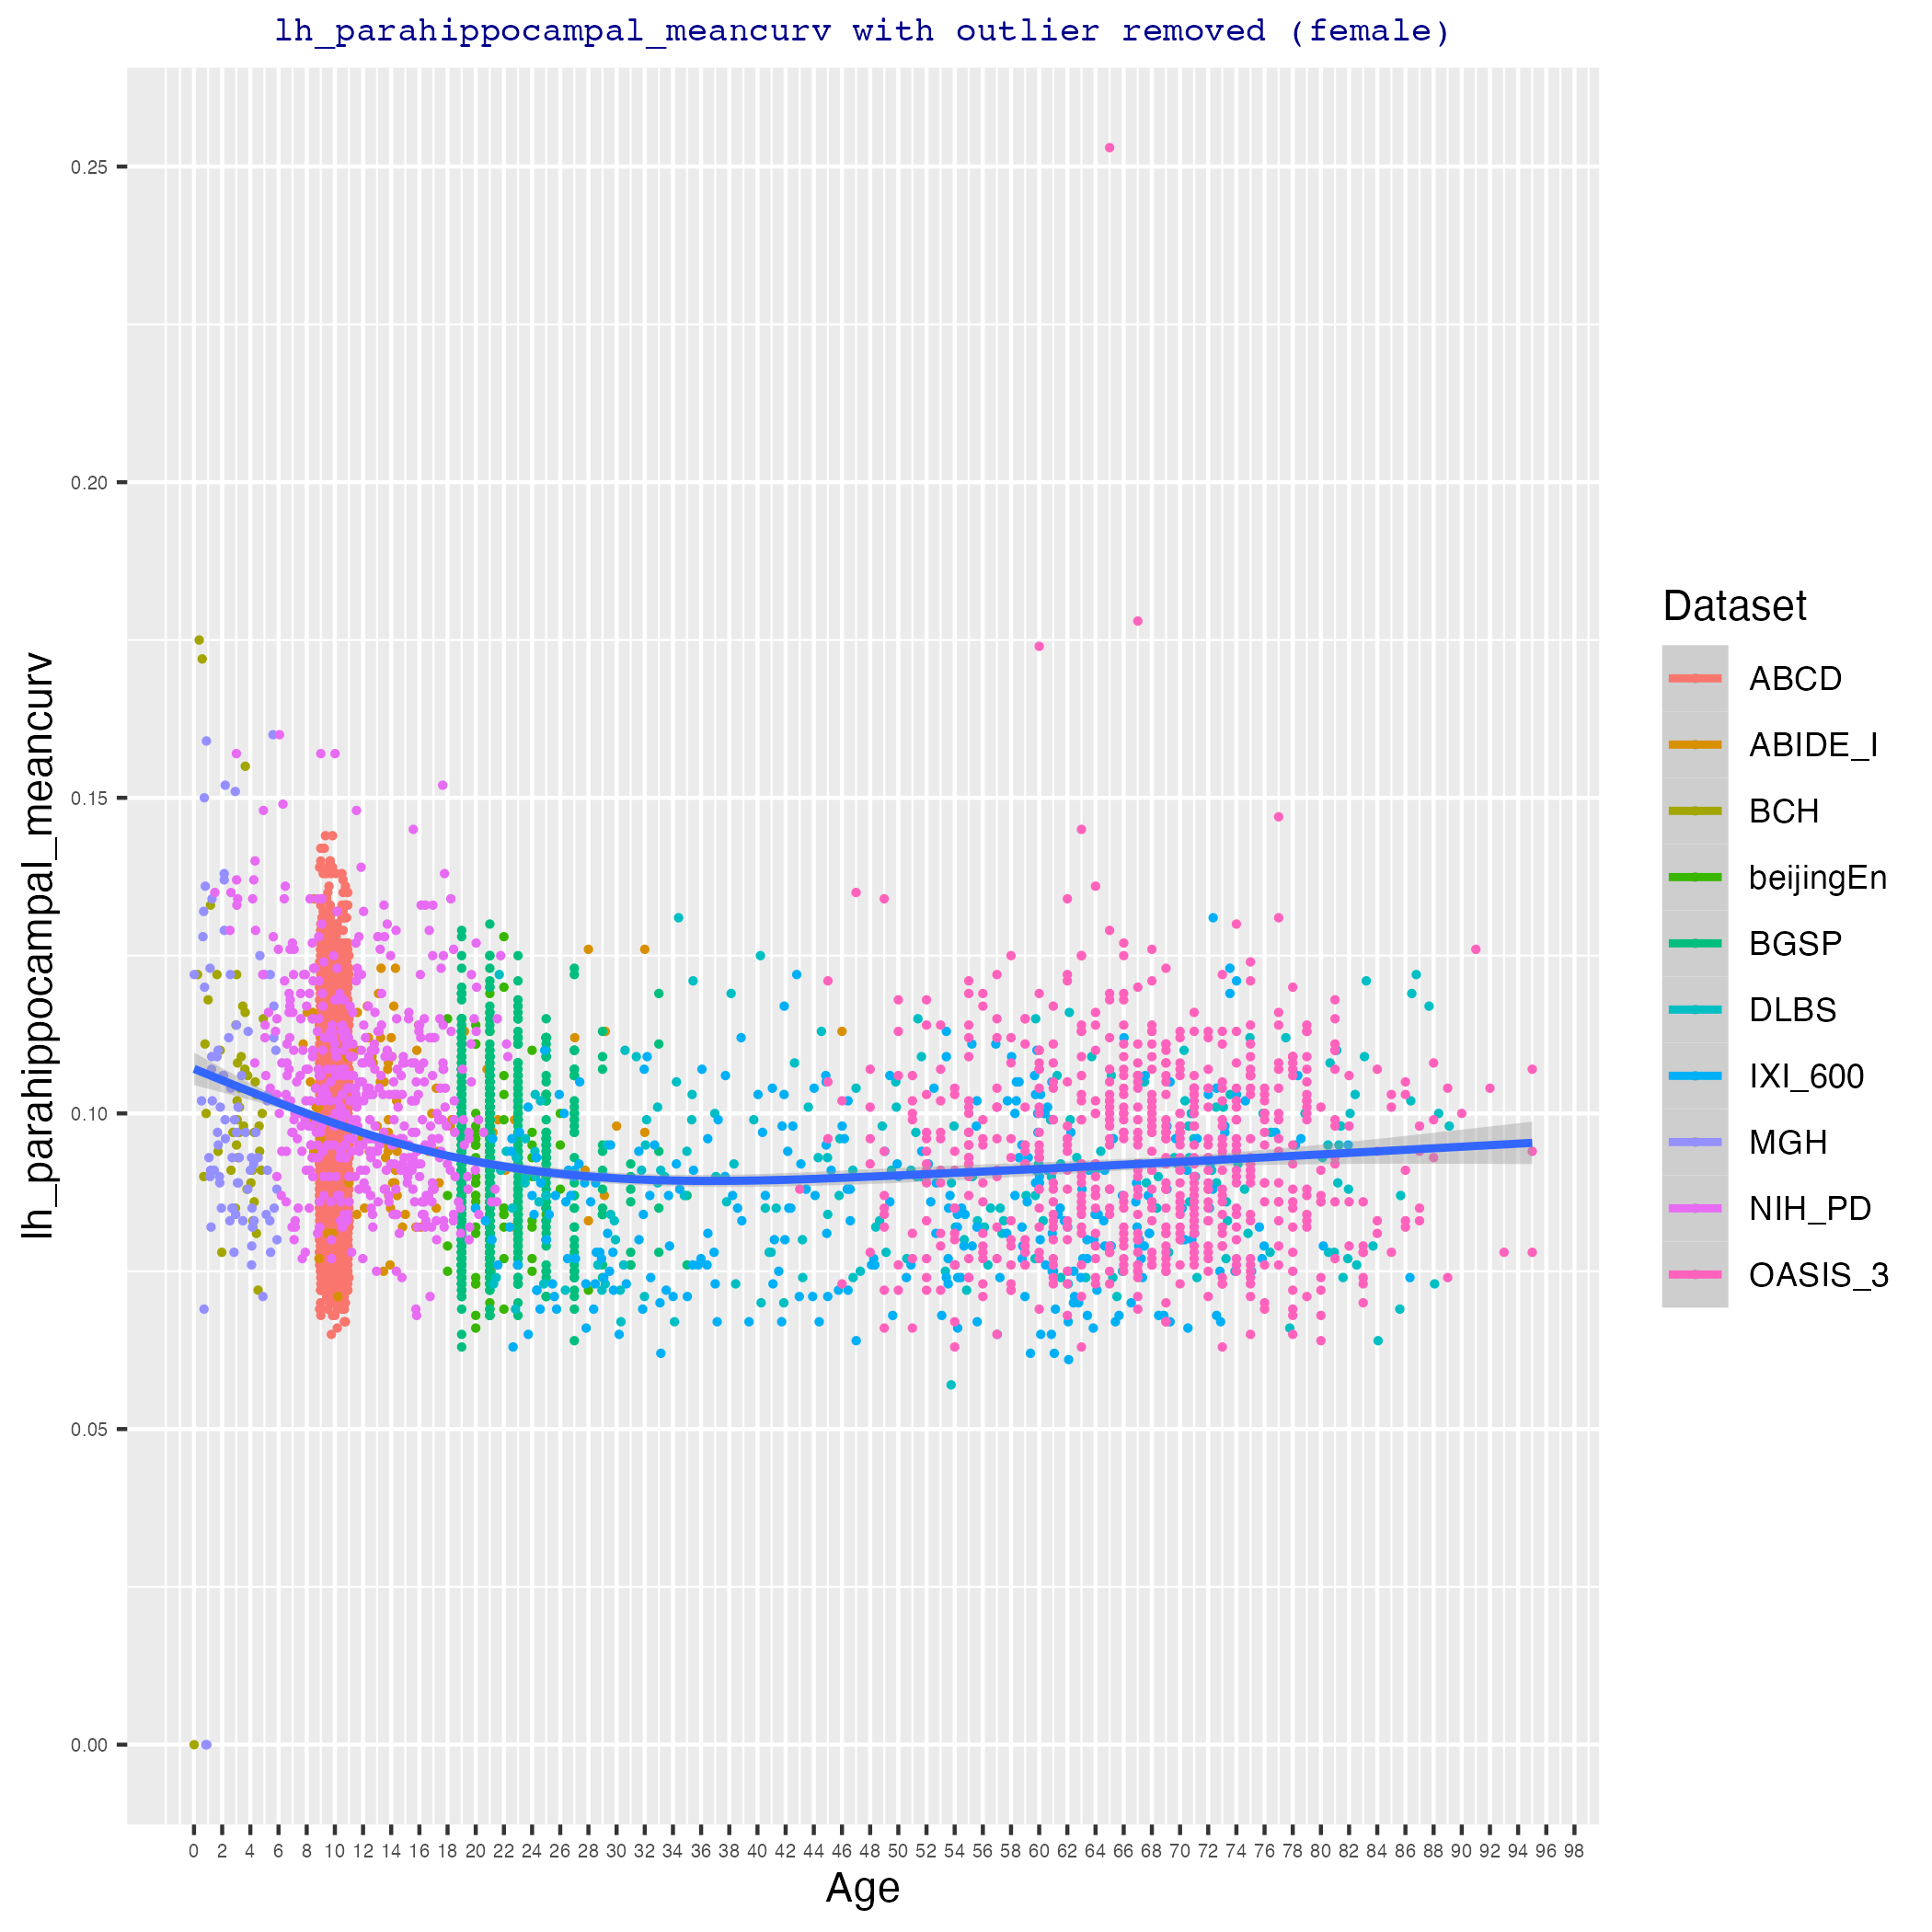 lh_parahippocampal_meancurv with outlier removed (female)
lh_parahippocampal_meancurv
0.25
0.20
0.15
0.10
0.05
0.00
0 2 4 6 8 10 12 14 16 18 20 22 24 26 28 30 32 34 36 38 40 42 44 46 48 50 52 54 56 58 60 62 64 66 68 70 72 74 76 78 80 82 84 86 88 90 92 94 96 98
Age
Dataset
ABCD
ABIDE_I
BCH
beijingEn
BGSP
DLBS
IXI_600
MGH
NIH_PD
OASIS_3